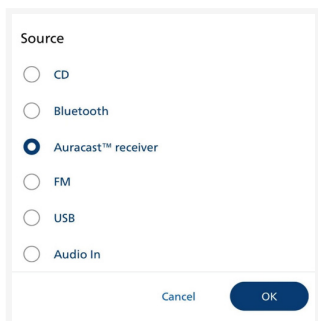 Source
CD
Bluetooth
Auracast™ receiver
FM
USB
Audio In
Cancel
OK